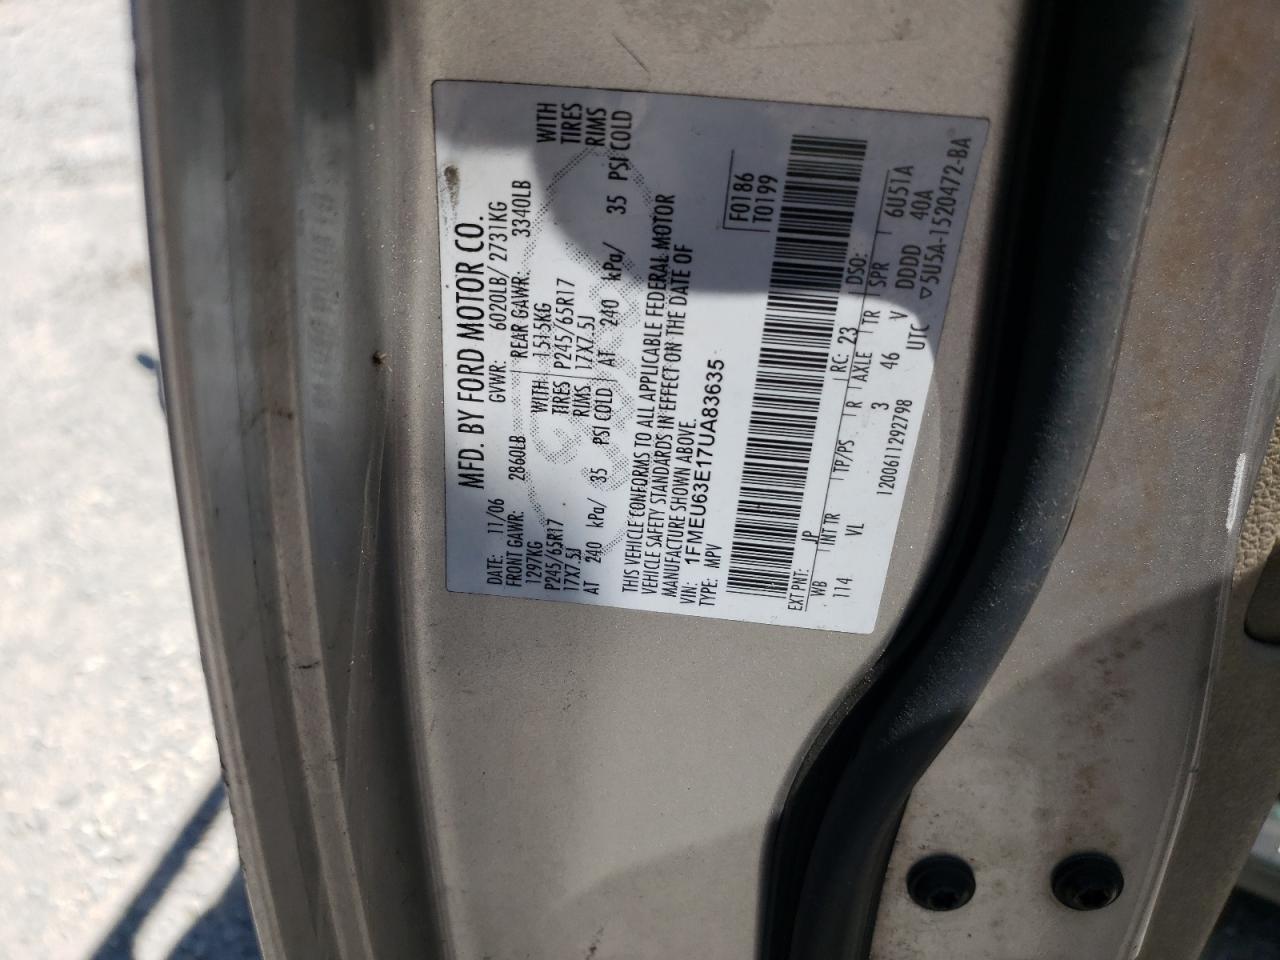 MFD. BY FORD MOTOR CO.
DATE: 11/06 GVWR: 6020LB/ 2731KG
FRONT GAWR: 2860LB REAR GAWR: 3340LB
1297KG WITH 1515KG WITH
P245/65R17 TIRES P245/65R17 TIRES
17X7.5J RIMS 17X7.5J RIMS
AT 240 kPa/ 35 PSI COLD AT 240 kPa/ 35 PSI COLD
THIS VEHICLE CONFORMS TO ALL APPLICABLE FEDERAL MOTOR
VEHICLE SAFETY STANDARDS IN EFFECT ON THE DATE OF
MANUFACTURE SHOWN ABOVE.
VIN: 1FMEU63E17UA83635 F0186
TYPE: MPV T0199
EXT PNT: JP RC: 23 DSO:
WB INT TR TP/PS R AXLE TR SPR 6U5TA
114 VL 3 46 V DDDD 40A
1200611292798 UTC ▽5U5A-1520472-BA